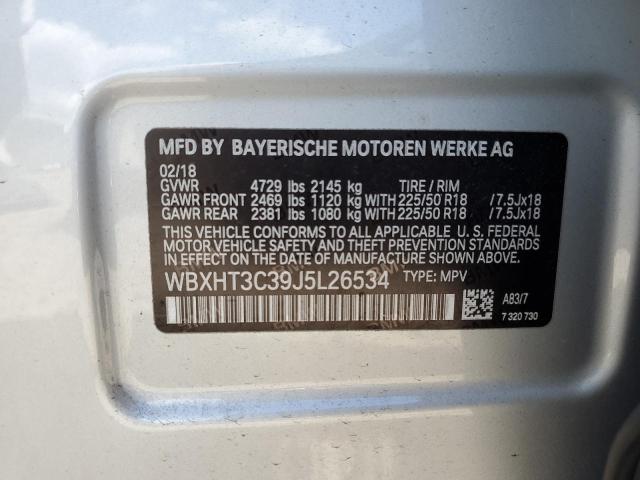 MFD BY BAYERISCHE MOTOREN WERKE AG
02/18
GVWR 4729 lbs 2145 kg TIRE / RIM
GAWR FRONT 2469 lbs 1120 kg WITH 225/50 R18 /7.5Jx18
GAWR REAR 2381 lbs 1080 kg WITH 225/50 R18 /7.5Jx18
THIS VEHICLE CONFORMS TO ALL APPLICABLE U. S. FEDERAL
MOTOR VEHICLE SAFETY AND THEFT PREVENTION STANDARDS
IN EFFECT ON THE DATE OF MANUFACTURE SHOWN ABOVE.
WBXHT3C39J5L26534 TYPE: MPV
A83/7
7 320 730